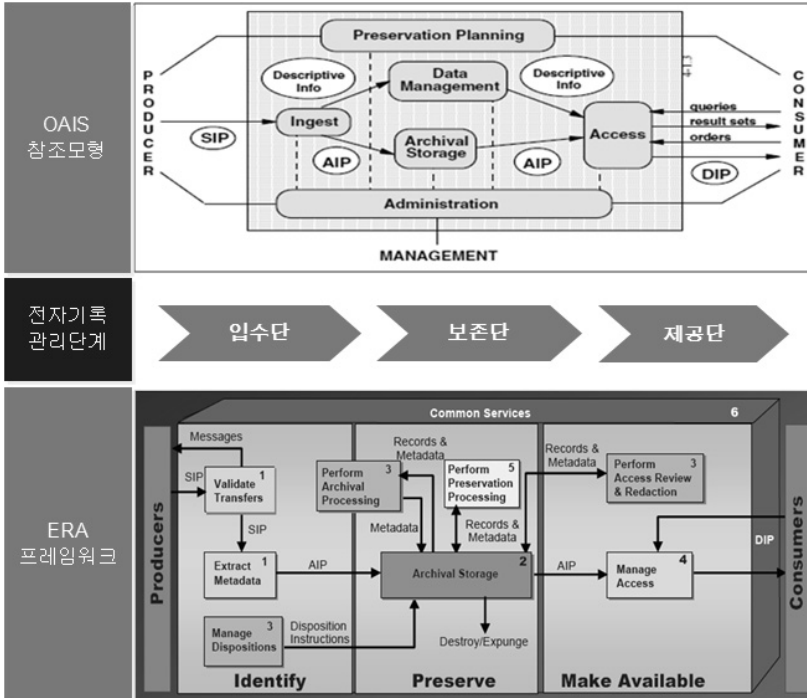 OAIS
참조모형
Preservation Planning
PRODUCER
Descriptive
Info
Data
Management
Descriptive
Info
4-1.3
CONSUMER
SIP
Ingest
AIP
Archival
Storage
AIP
Access
queries
result sets
orders
DIP
Administration
MANAGEMENT
전자기록
관리단계
입수단
보존단
제공단
ERA
프레임워크
Common Services
6
Producers
Messages
SIP
Validate
Transfers
1
SIP
Extract
Metadata
1
AIP
Manage
Dispositions
3
Disposition
Instructions
Identify
Perform
Archival
Processing
3
Records &
Metadata
Metadata
Perform
Preservation
Processing
5
Records &
Metadata
Archival Storage
2
Destroy/Expunge
Preserve
Records &
Metadata
Perform
Access Review
& Redaction
3
AIP
Manage
Access
4
DIP
Make Available
Consumers